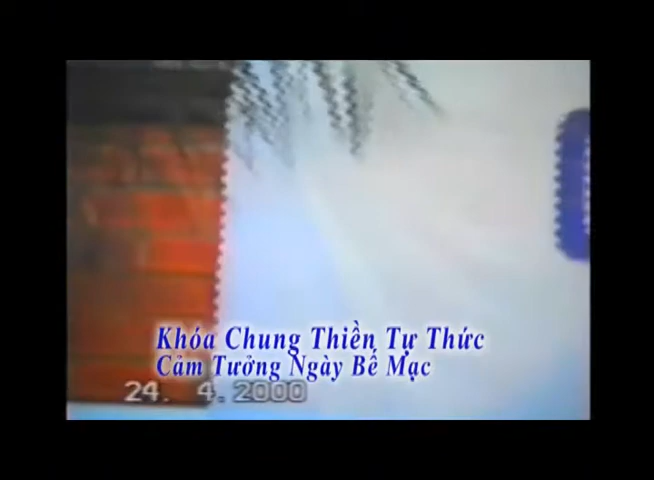 Khóa Chung Thiền Tự Thức
Cảm Tưởng Ngày Bế Mạc
24. 4. 2000